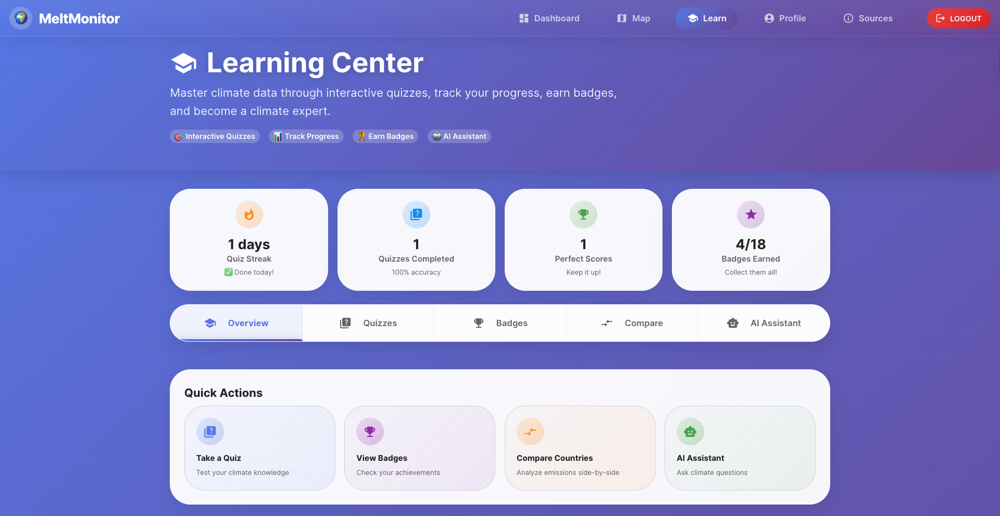 MeltMonitor
Dashboard
Map
Learn
Profile
Sources
LOGOUT
Learning Center
Master climate data through interactive quizzes, track your progress, earn badges,
and become a climate expert.
🎯 Interactive Quizzes
📊 Track Progress
🏆 Earn Badges
🤖 AI Assistant
1 days
Quiz Streak
✅ Done today!
1
Quizzes Completed
100% accuracy
1
Perfect Scores
Keep it up!
4/18
Badges Earned
Collect them all!
Overview
Quizzes
Badges
Compare
AI Assistant
Quick Actions
Take a Quiz
Test your climate knowledge
View Badges
Check your achievements
Compare Countries
Analyze emissions side-by-side
AI Assistant
Ask climate questions